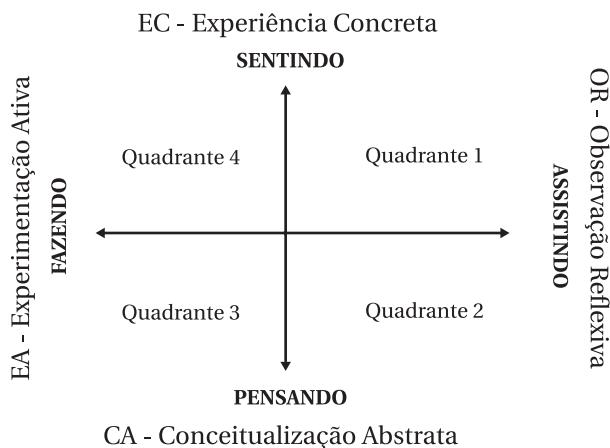 EC - Experiência Concreta
SENTINDO
EA - Experimentação Ativa
FAZENDO
Quadrante 4
Quadrante 1
Quadrante 3
Quadrante 2
ASSISTINDO
OR - Observação Reflexiva
PENSANDO
CA - Conceitualização Abstrata